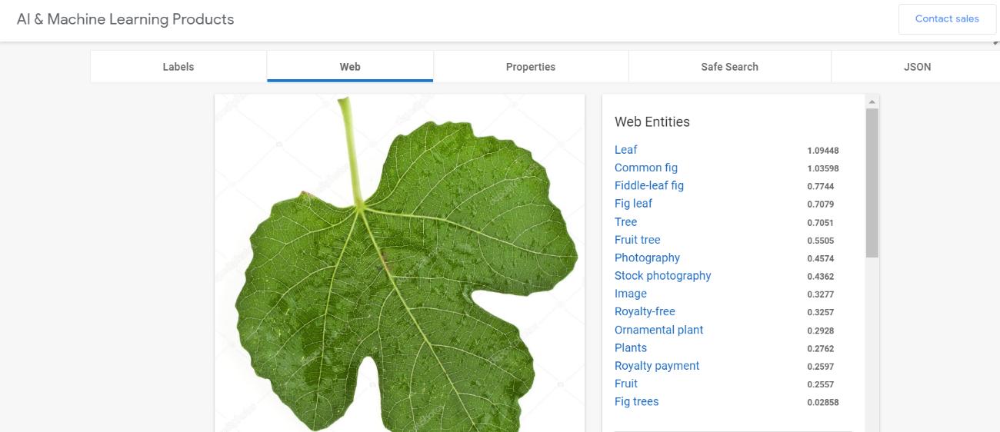 AI & Machine Learning Products
Contact sales
Labels
Web
Properties
Safe Search
JSON
Web Entities
Leaf 1.09448
Common fig 1.03598
Fiddle-leaf fig 0.7744
Fig leaf 0.7079
Tree 0.7051
Fruit tree 0.5505
Photography 0.4574
Stock photography 0.4362
Image 0.3277
Royalty-free 0.3257
Ornamental plant 0.2928
Plants 0.2762
Royalty payment 0.2597
Fruit 0.2557
Fig trees 0.02858